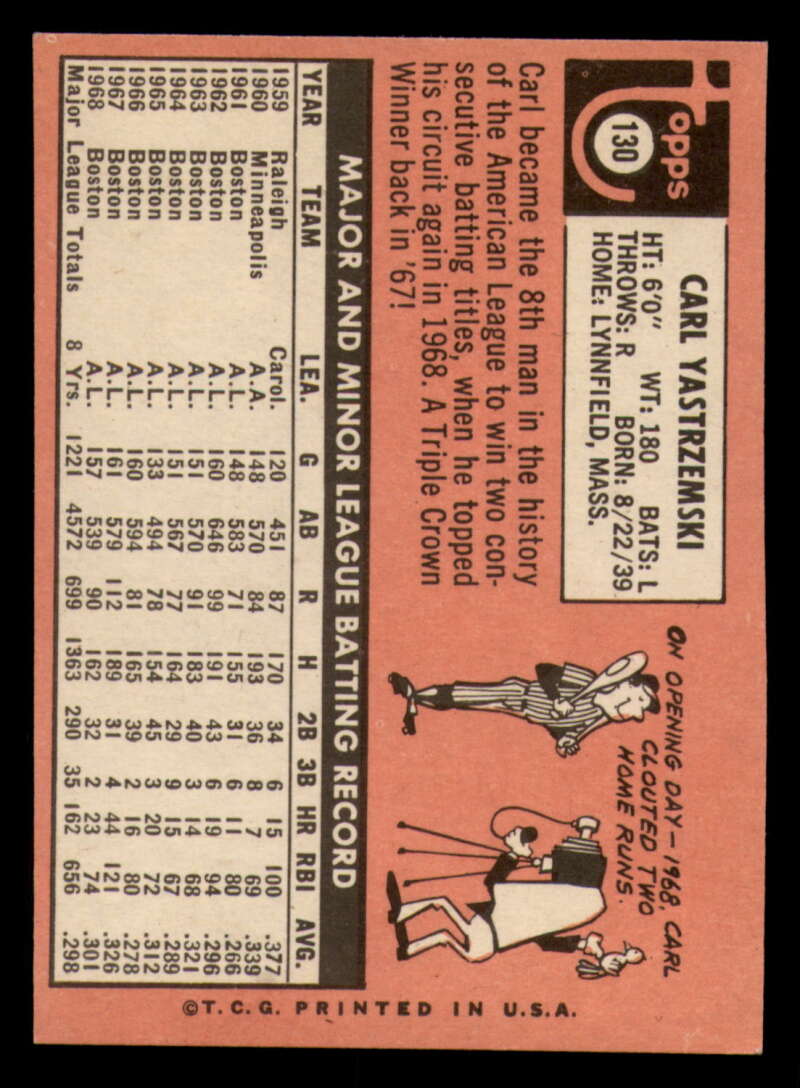 Topps
130
CARL YASTRZEMSKI
HT: 6'0" WT: 180 BATS: L
THROWS: R BORN: 8/22/39
HOME: LYNNFIELD, MASS.
ON OPENING DAY—1968, CARL
CLOUTED TWO
HOME RUNS.
Carl became the 8th man in the history
of the American League to win two con-
secutive batting titles, when he topped
his circuit again in 1968. A Triple Crown
Winner back in '67!
MAJOR AND MINOR LEAGUE BATTING RECORD
YEAR TEAM LEA. G AB R H 2B 3B HR RBI AVG.
1959 Raleigh Carol. 120 451 87 170 34 6 15 100 .377
1960 Minneapolis A.A. 148 570 84 193 36 8 7 69 .339
1961 Boston A.L. 148 583 71 155 31 6 11 80 .266
1962 Boston A.L. 160 646 99 191 43 6 19 94 .296
1963 Boston A.L. 151 570 91 183 40 3 14 68 .321
1964 Boston A.L. 151 567 77 164 29 9 15 67 .289
1965 Boston A.L. 133 494 78 154 45 3 20 72 .312
1966 Boston A.L. 160 594 81 165 39 2 16 80 .278
1967 Boston A.L. 161 579 112 189 31 4 44 121 .326
1968 Boston A.L. 157 539 90 162 32 2 23 74 .301
Major League Totals 8 Yrs. 1221 4572 699 1363 290 35 162 656 .298
©T.C.G. PRINTED IN U.S.A.